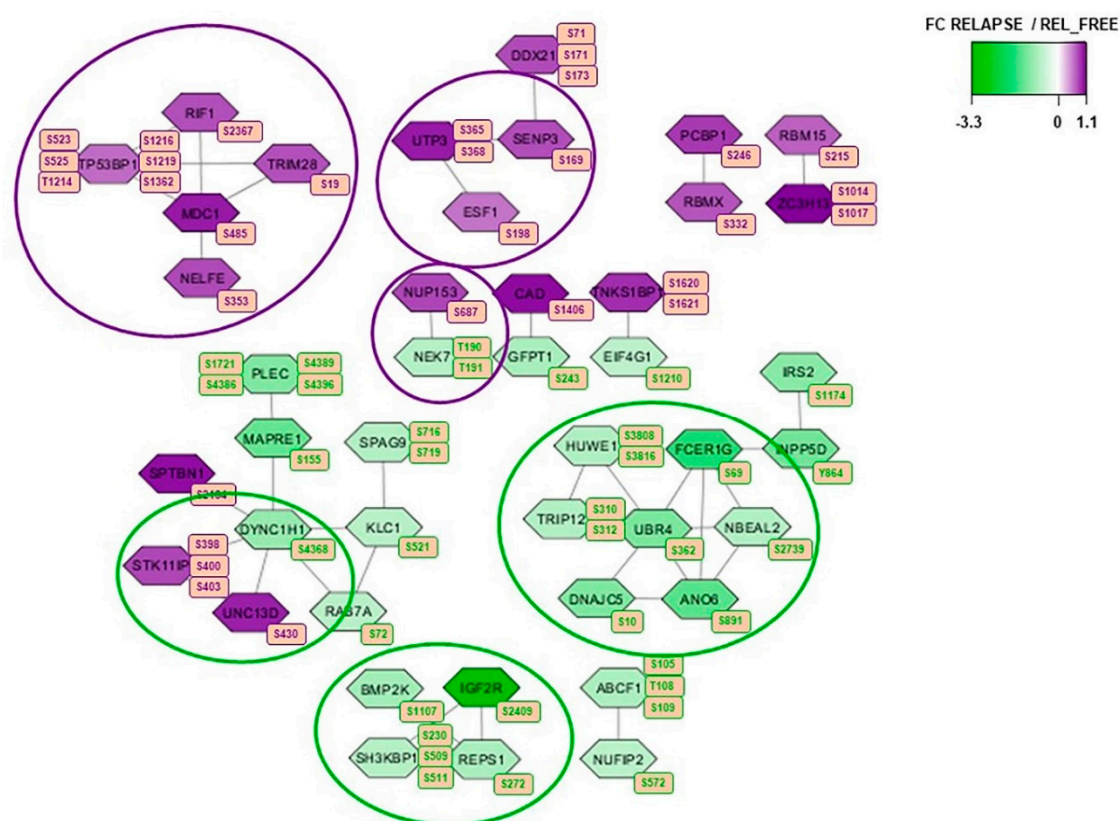 FC RELAPSE / REL_FREE
-3.3 0 1.1
S71
DDX21 S171
S173
RIF1
S2367
S523 S1216
S525 TP53BP1 S1219
T1214 S1362
TRIM28
S19
MDC1
S485
NELFE
S353
UTP3 S365
S368
SENP3
S169
ESF1
S198
PCBP1
S246
RBMX
S332
RBM15
S215
ZC3H13 S1014
S1017
NUP153
S687
NEK7 T190
T191
CAD
S1406
GFPT1
S243
TNKS1BP1 S1620
S1621
EIF4G1
S1210
S1721 PLEC S4389
S4386 S4396
MAPRE1
S155
SPAG9 S716
S719
SPTBN1
S2184
DYNC1H1
S4368
KLC1
S521
STK11IP S398
S400
S403
UNC13D
S430
RAB7A
S72
IRS2
S1174
INPP5D
Y864
HUWE1 S3808
S3816
FCER1G
S69
TRIP12 S310
S312
UBR4
S362
NBEAL2
S2739
DNAJC5
S10
ANO6
S891
BMP2K
S1107
IGF2R
S2409
SH3KBP1 S230
S509
S511
REPS1
S272
ABCF1 S105
T108
S109
NUFIP2
S572